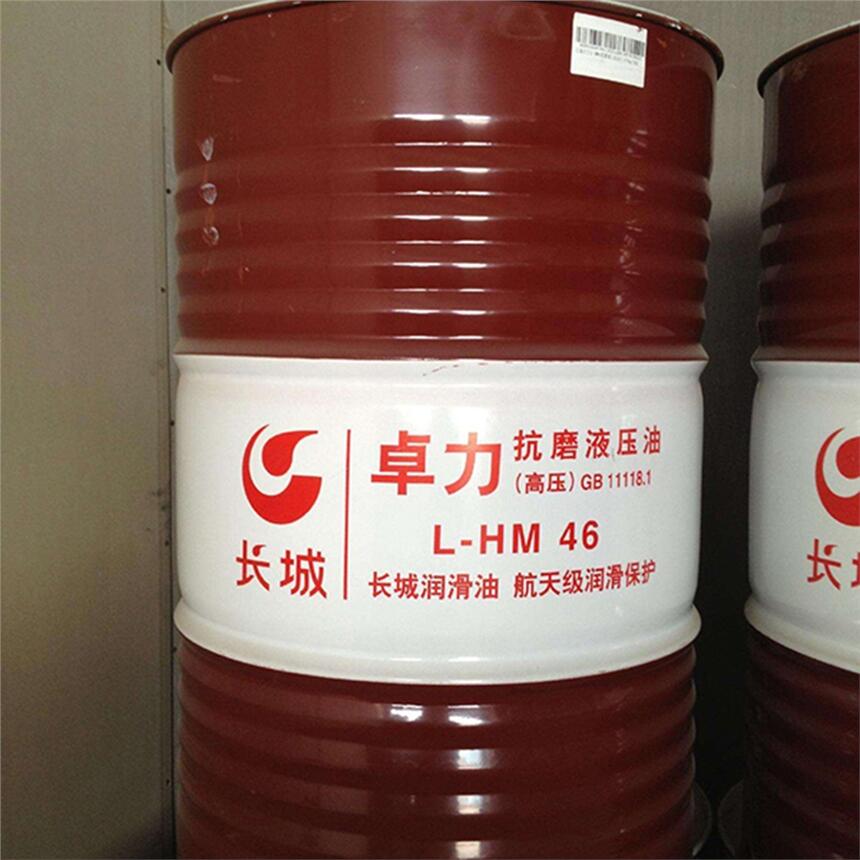 卓力 抗磨液压油
(高压) GB 11118.1
L-HM 46
长城
长城润滑油 航天级润滑保护
长